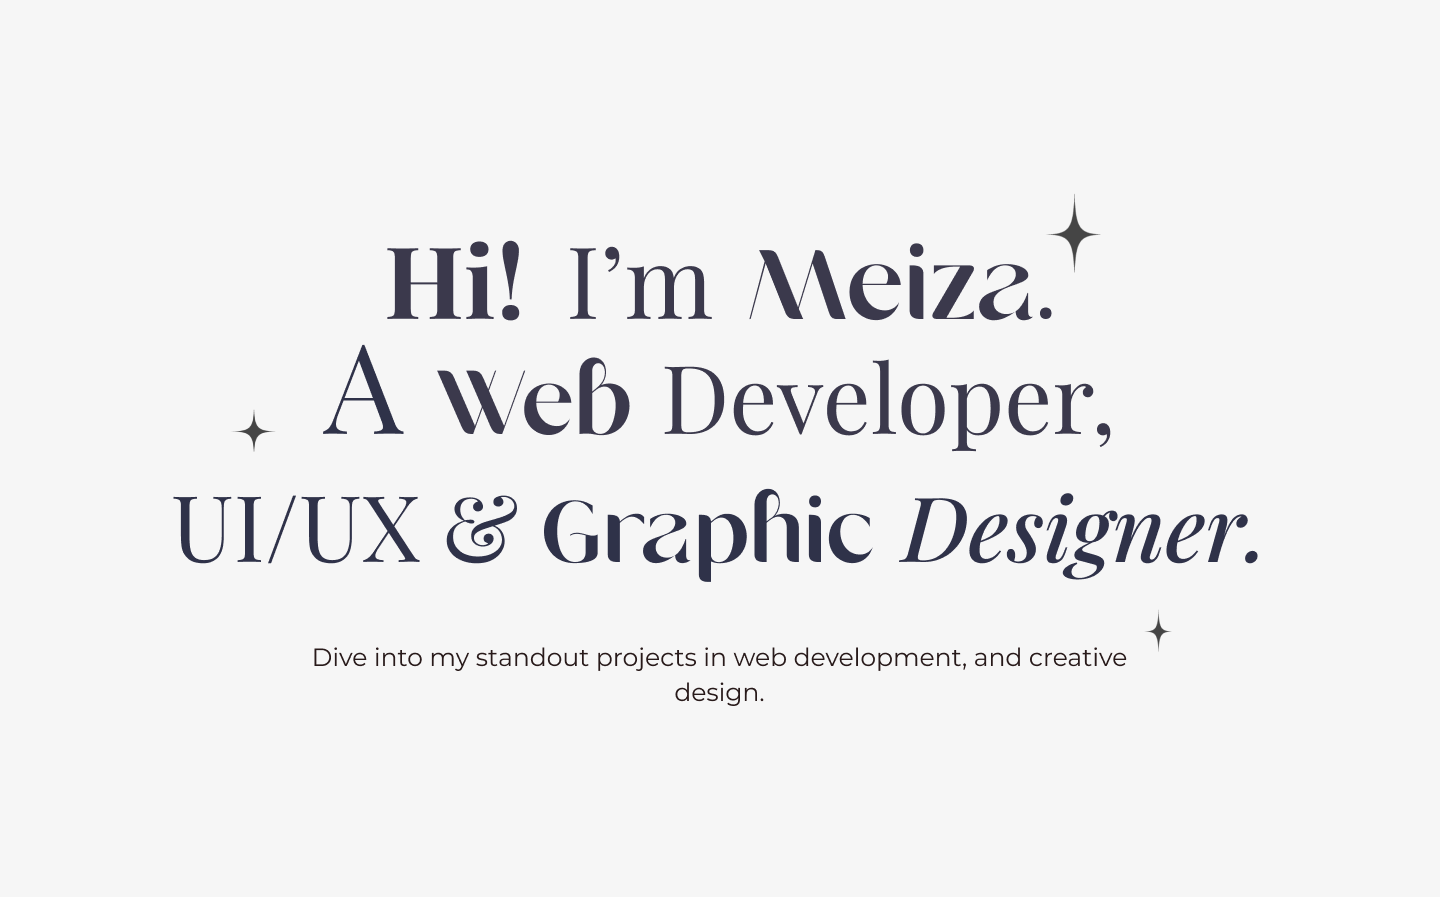 Hi! I’m Meiza.
A Web Developer,
UI/UX & Graphic Designer.
Dive into my standout projects in web development, and creative
design.